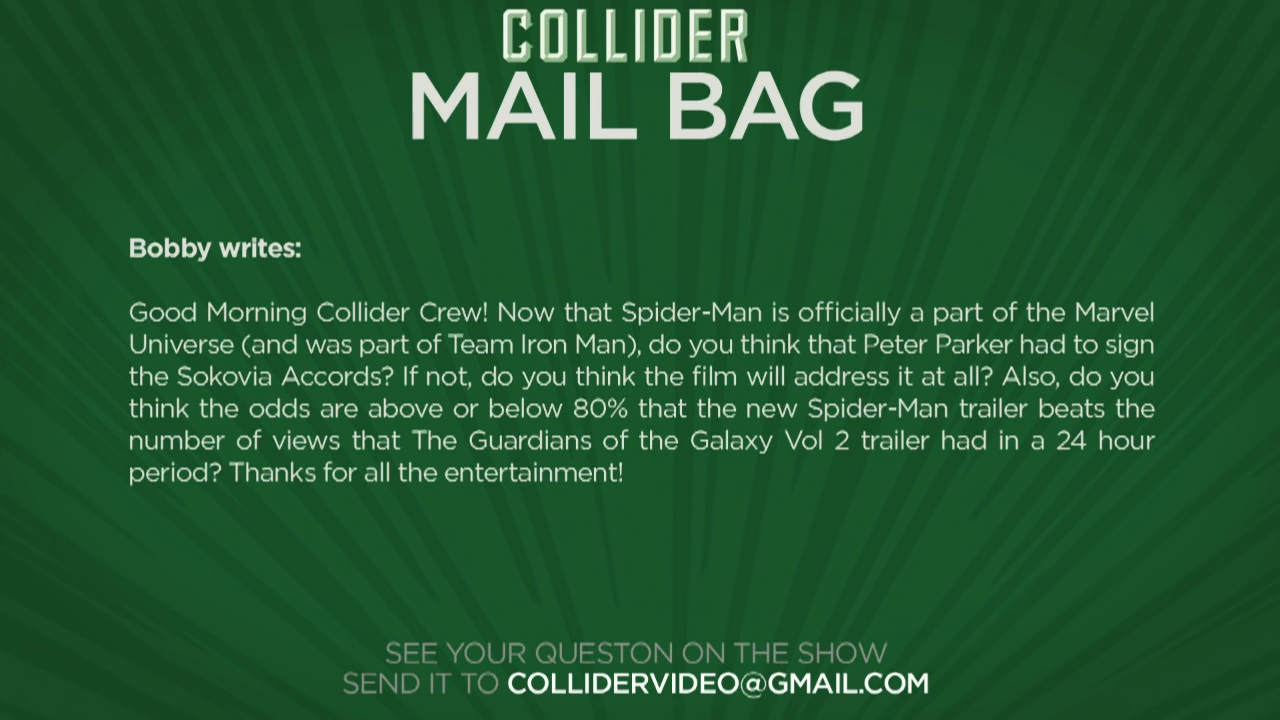 COLLIDER
MAIL BAG
Bobby writes:
Good Morning Collider Crew! Now that Spider-Man is officially a part of the Marvel
Universe (and was part of Team Iron Man), do you think that Peter Parker had to sign
the Sokovia Accords? If not, do you think the film will address it at all? Also, do you
think the odds are above or below 80% that the new Spider-Man trailer beats the
number of views that The Guardians of the Galaxy Vol 2 trailer had in a 24 hour
period? Thanks for all the entertainment!
SEE YOUR QUESTON ON THE SHOW
SEND IT TO COLLIDERVIDEO@GMAIL.COM